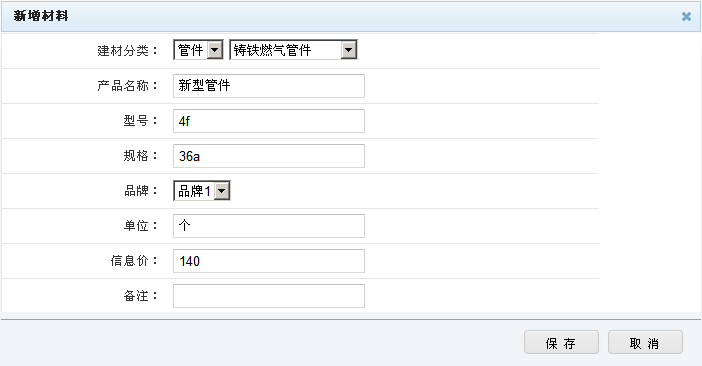 新增材料
建材分类： 管件 铸铁燃气管件
产品名称： 新型管件
型号： 4f
规格： 36a
品牌： 品牌1
单位： 个
信息价： 140
备注：
保 存 取 消